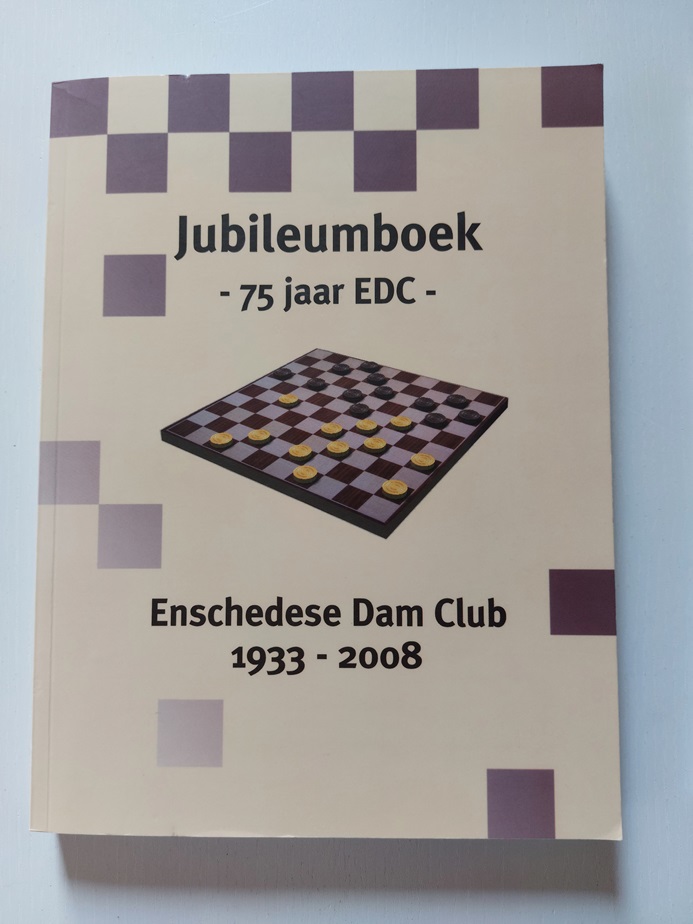 Jubileumboek
- 75 jaar EDC -
Enschedese Dam Club
1933 - 2008